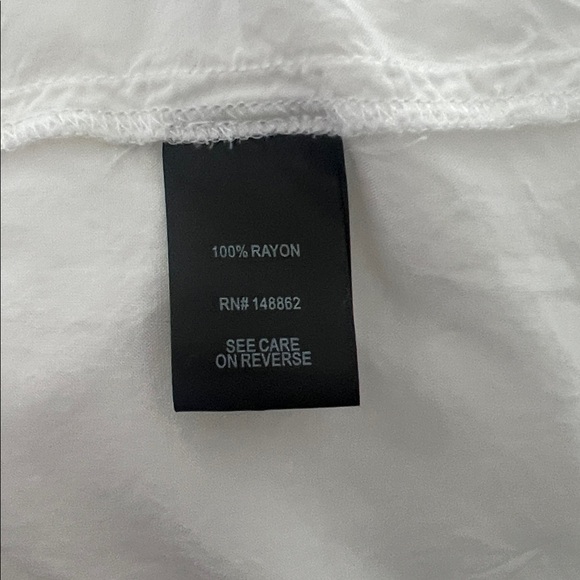 100% RAYON
RN# 148862
SEE CARE
ON REVERSE